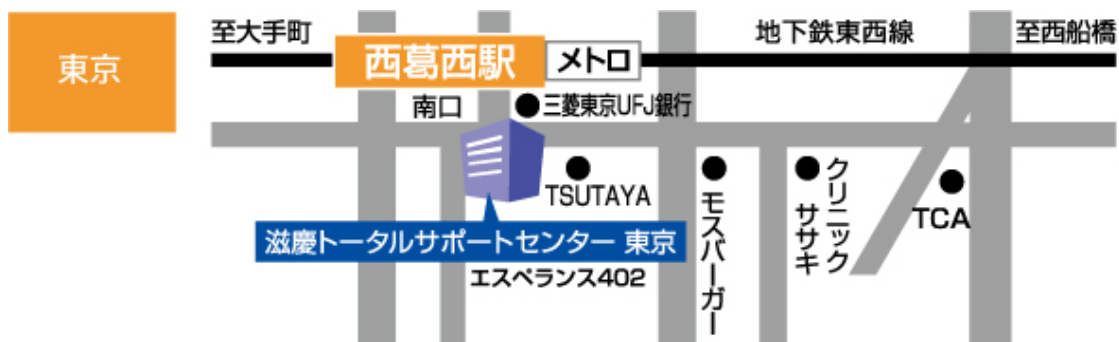 東京
至大手町
西葛西駅
メトロ
地下鉄東西線
至西船橋
南口
三菱東京UFJ銀行
TSUTAYA
モスバーガー
クリニック
ササキ
TCA
滋慶トータルサポートセンター 東京
エスペランス402